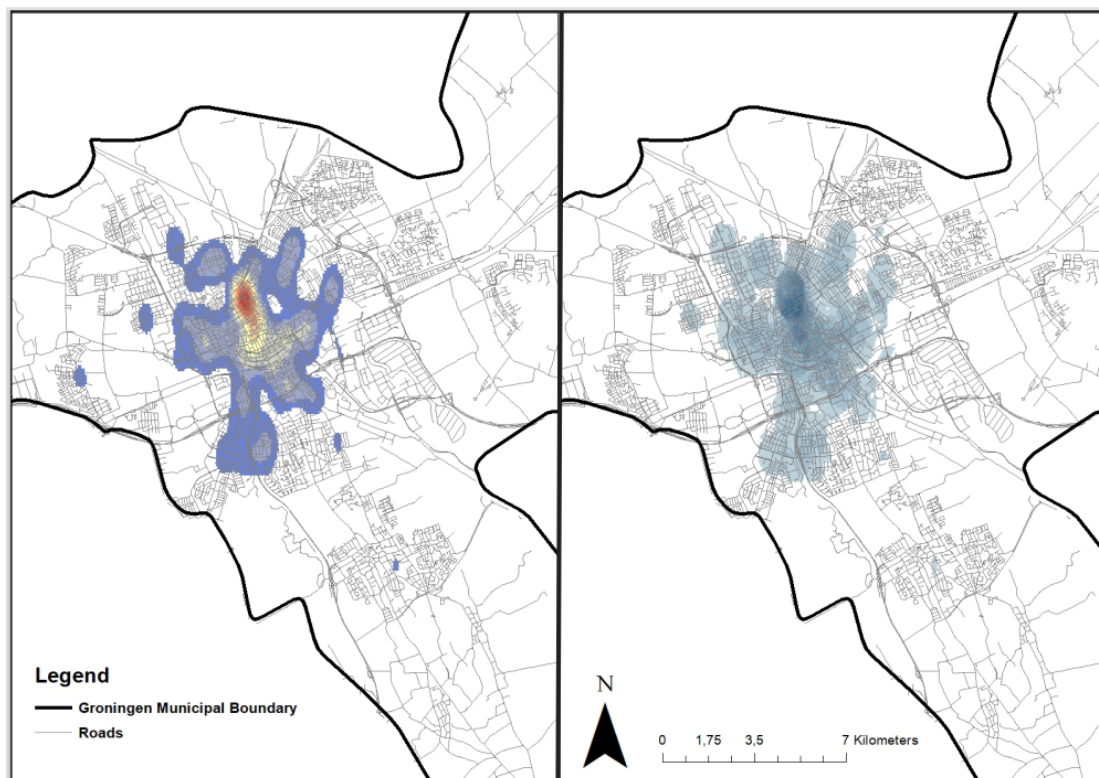 Legend
Groningen Municipal Boundary
Roads
N
0 1,75 3,5 7 Kilometers